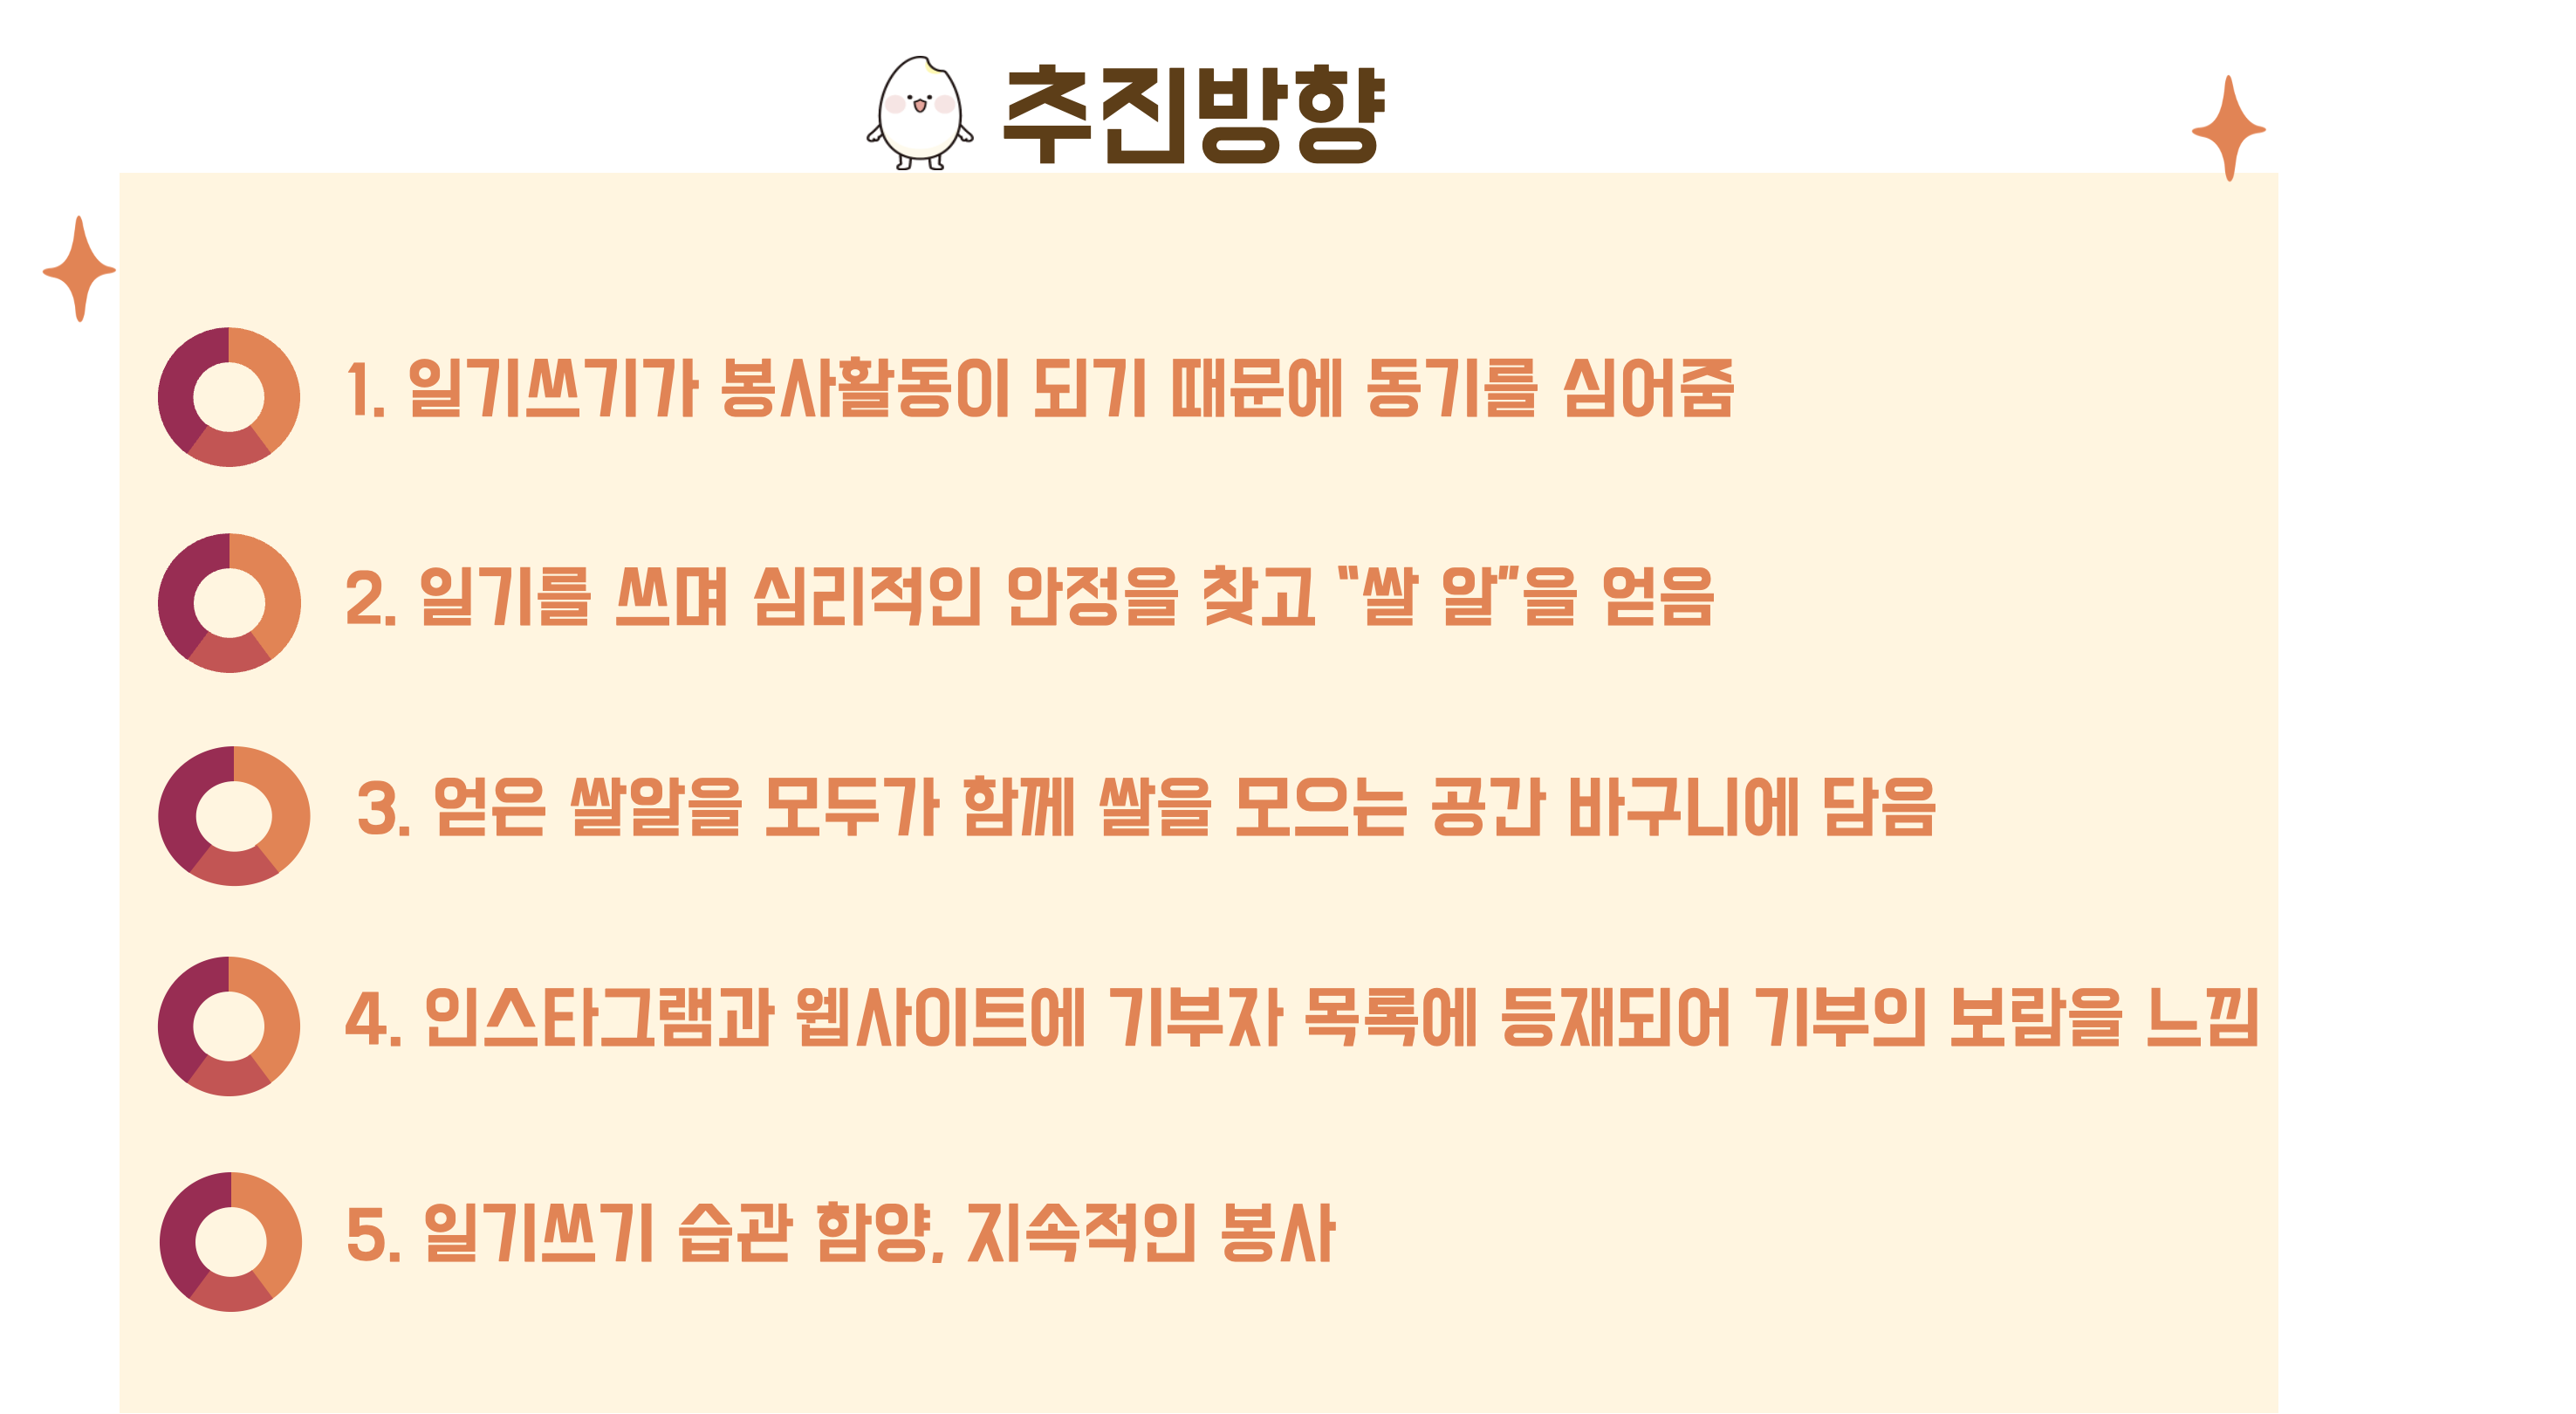 추진방향
1. 일기쓰기가 봉사활동이 되기 때문에 동기를 심어줌
2. 일기를 쓰며 심리적인 안정을 찾고 "쌀 알"을 얻음
3. 얻은 쌀알을 모두가 함께 쌀을 모으는 공간 바구니에 담음
4. 인스타그램과 웹사이트에 기부자 목록에 등재되어 기부의 보람을 느낌
5. 일기쓰기 습관 함양, 지속적인 봉사